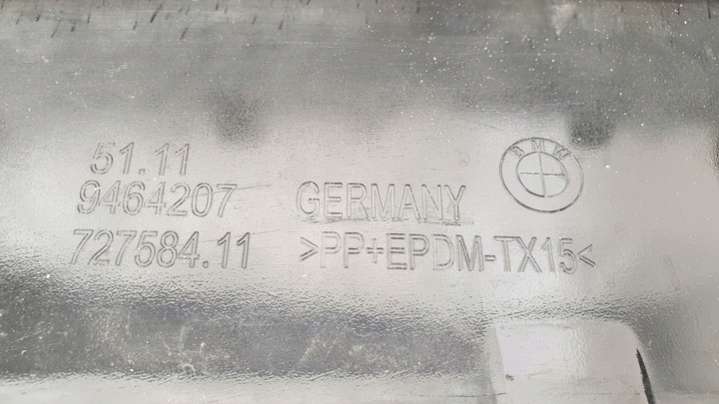 51.11
9464207
727584.11
GERMANY
>PP+EPDM-TX15<
BMW